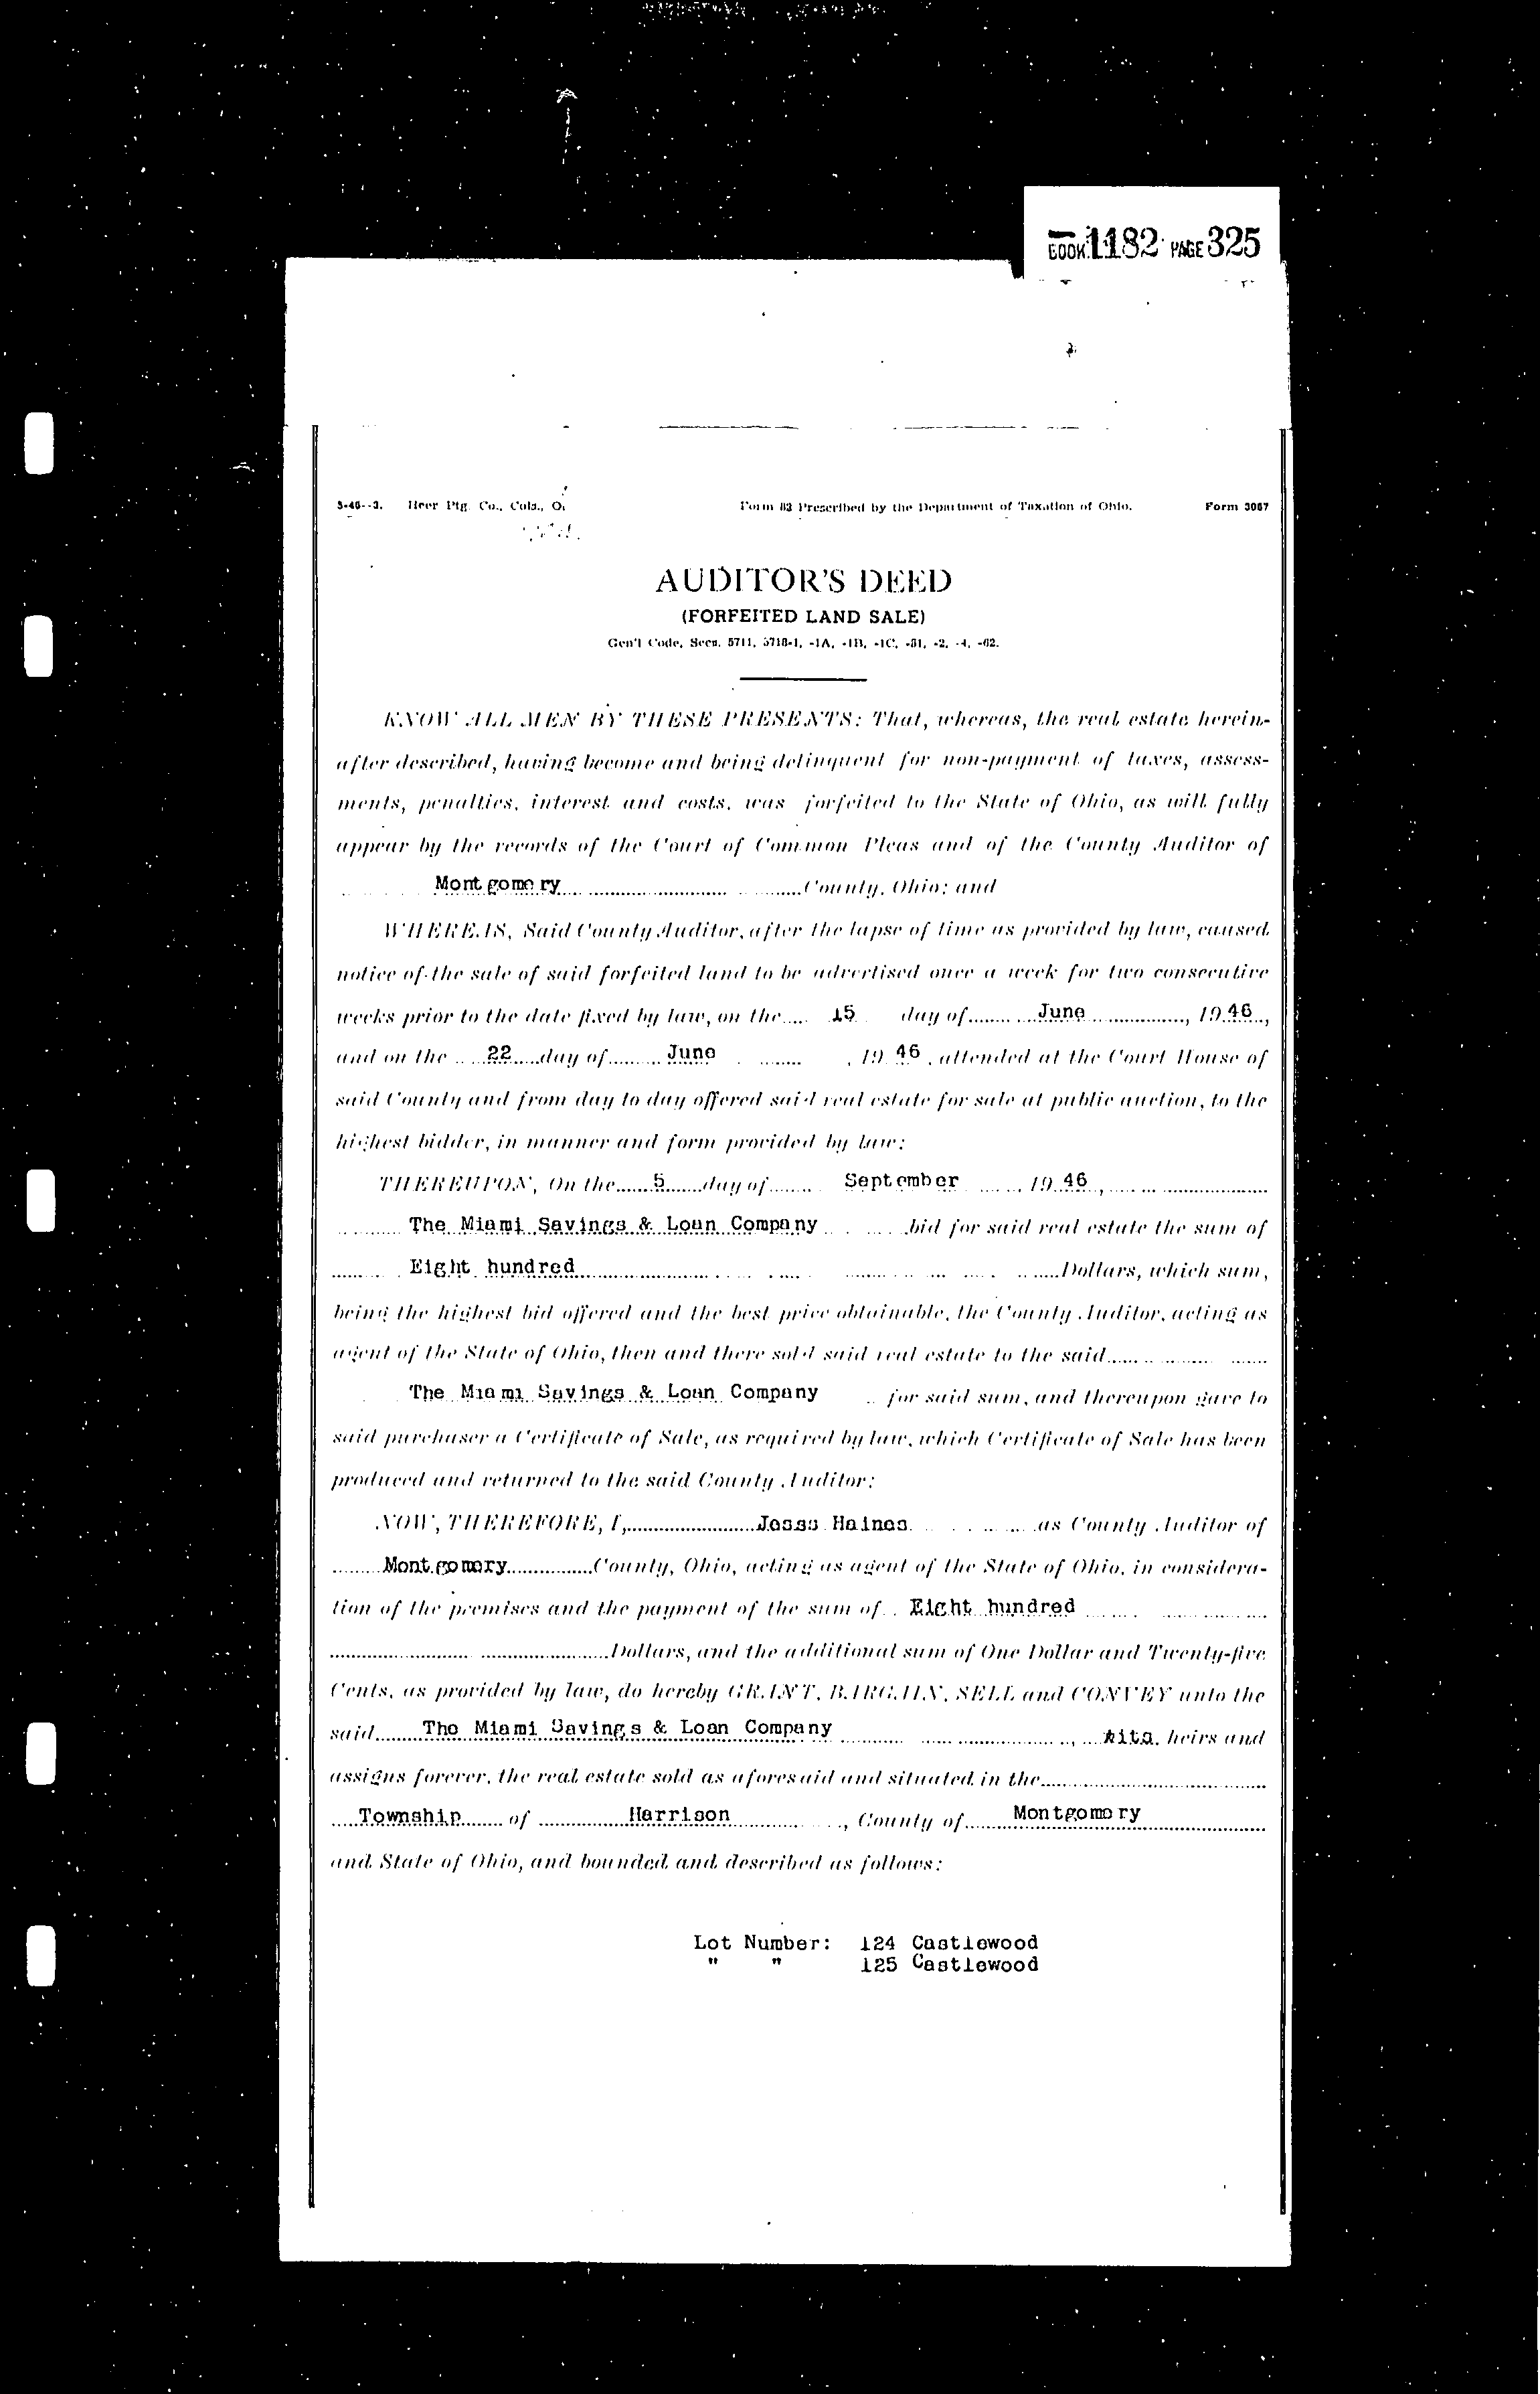 BOOK 1182 PAGE 325
5-46--3. Heer Ptg. Co., Cols., O. Form 83 Prescribed by the Department of Taxation of Ohio. Form 3067
AUDITOR'S DEED
(FORFEITED LAND SALE)
Gen'l Code, Secs. 5711, 5718-1, -1A, -1B, -1C, -51, -2, -4, -62.
KNOW ALL MEN BY THESE PRESENTS: That, whereas, the real estate herein-
after described, having become and being delinquent for non-payment of taxes, assess-
ments, penalties, interest and costs, was forfeited to the State of Ohio, as will fully
appear by the records of the Court of Common Pleas and of the County Auditor of
Montgomery County, Ohio; and
WHEREAS, Said County Auditor, after the lapse of time as provided by law, caused
notice of the sale of said forfeited land to be advertised once a week for two consecutive
weeks prior to the date fixed by law, on the 15 day of June, 1946,
and on the 22 day of June, 1946, attended at the Court House of
said County and from day to day offered said real estate for sale at public auction, to the
highest bidder, in manner and form provided by law;
THEREUPON, On the 5 day of September 1946,
The Miami Savings & Loan Company bid for said real estate the sum of
Eight hundred Dollars, which sum,
being the highest bid offered and the best price obtainable, the County Auditor, acting as
agent of the State of Ohio, then and there sold said real estate to the said
The Miami Savings & Loan Company for said sum, and thereupon gave to
said purchaser a Certificate of Sale, as required by law, which Certificate of Sale has been
produced and returned to the said County Auditor;
NOW, THEREFORE, I, Jesse Haines as County Auditor of
Montgomery County, Ohio, acting as agent of the State of Ohio, in considera-
tion of the premises and the payment of the sum of Eight hundred
Dollars, and the additional sum of One Dollar and Twenty-five
Cents, as provided by law, do hereby GRANT, BARGAIN, SELL and CONVEY unto the
said The Miami Savings & Loan Company, its heirs and
assigns forever, the real estate sold as aforesaid and situated in the
Township of Harrison, County of Montgomery
and State of Ohio, and bounded and described as follows:
Lot Number: 124 Castlewood
" " 125 Castlewood